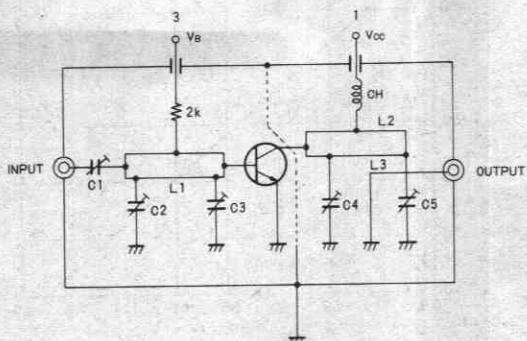 3 1
VB VCC
CH
2k
L2
INPUT C1 L1 L3 OUTPUT
C2 C3 C4 C5